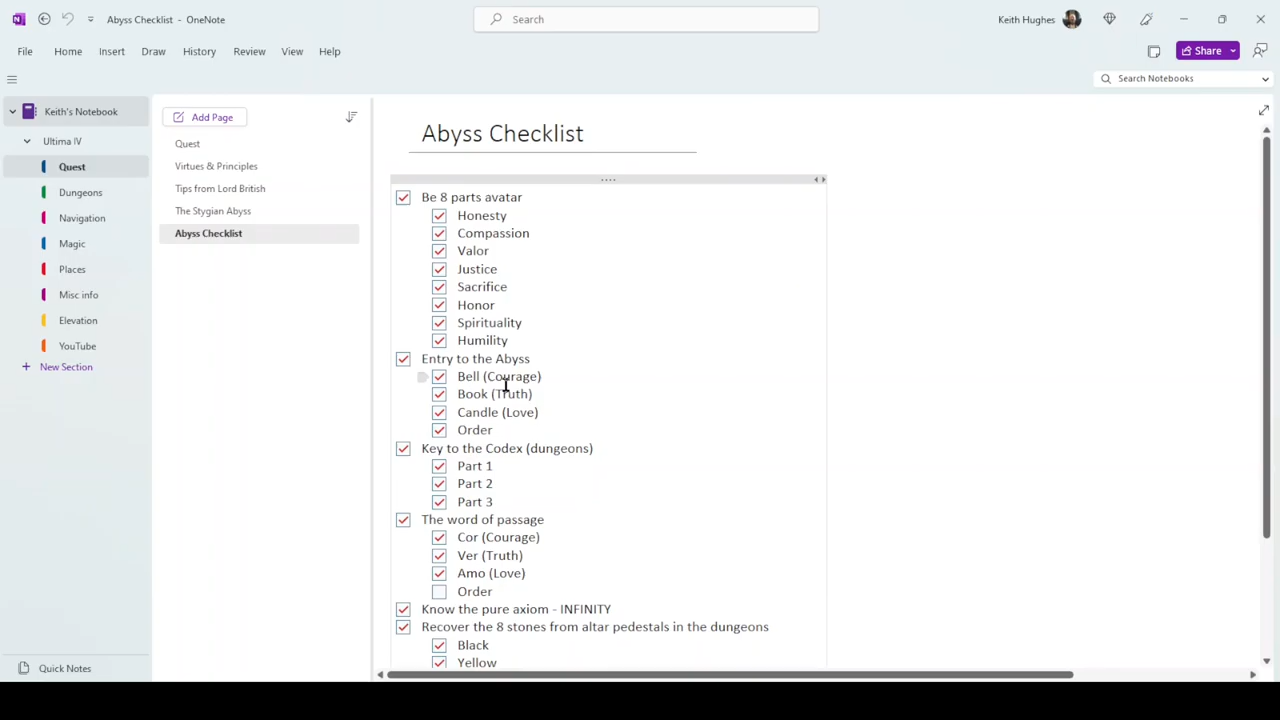 Abyss Checklist - OneNote
Search
Keith Hughes
File
Home
Insert
Draw
History
Review
View
Help
Share
Search Notebooks
Keith's Notebook
Ultima IV
Quest
Dungeons
Navigation
Magic
Places
Misc info
Elevation
YouTube
New Section
Quick Notes
Add Page
Quest
Virtues & Principles
Tips from Lord British
The Stygian Abyss
Abyss Checklist
Abyss Checklist
Be 8 parts avatar
Honesty
Compassion
Valor
Justice
Sacrifice
Honor
Spirituality
Humility
Entry to the Abyss
Bell (Courage)
Book (Truth)
Candle (Love)
Order
Key to the Codex (dungeons)
Part 1
Part 2
Part 3
The word of passage
Cor (Courage)
Ver (Truth)
Amo (Love)
Order
Know the pure axiom - INFINITY
Recover the 8 stones from altar pedestals in the dungeons
Black
Yellow